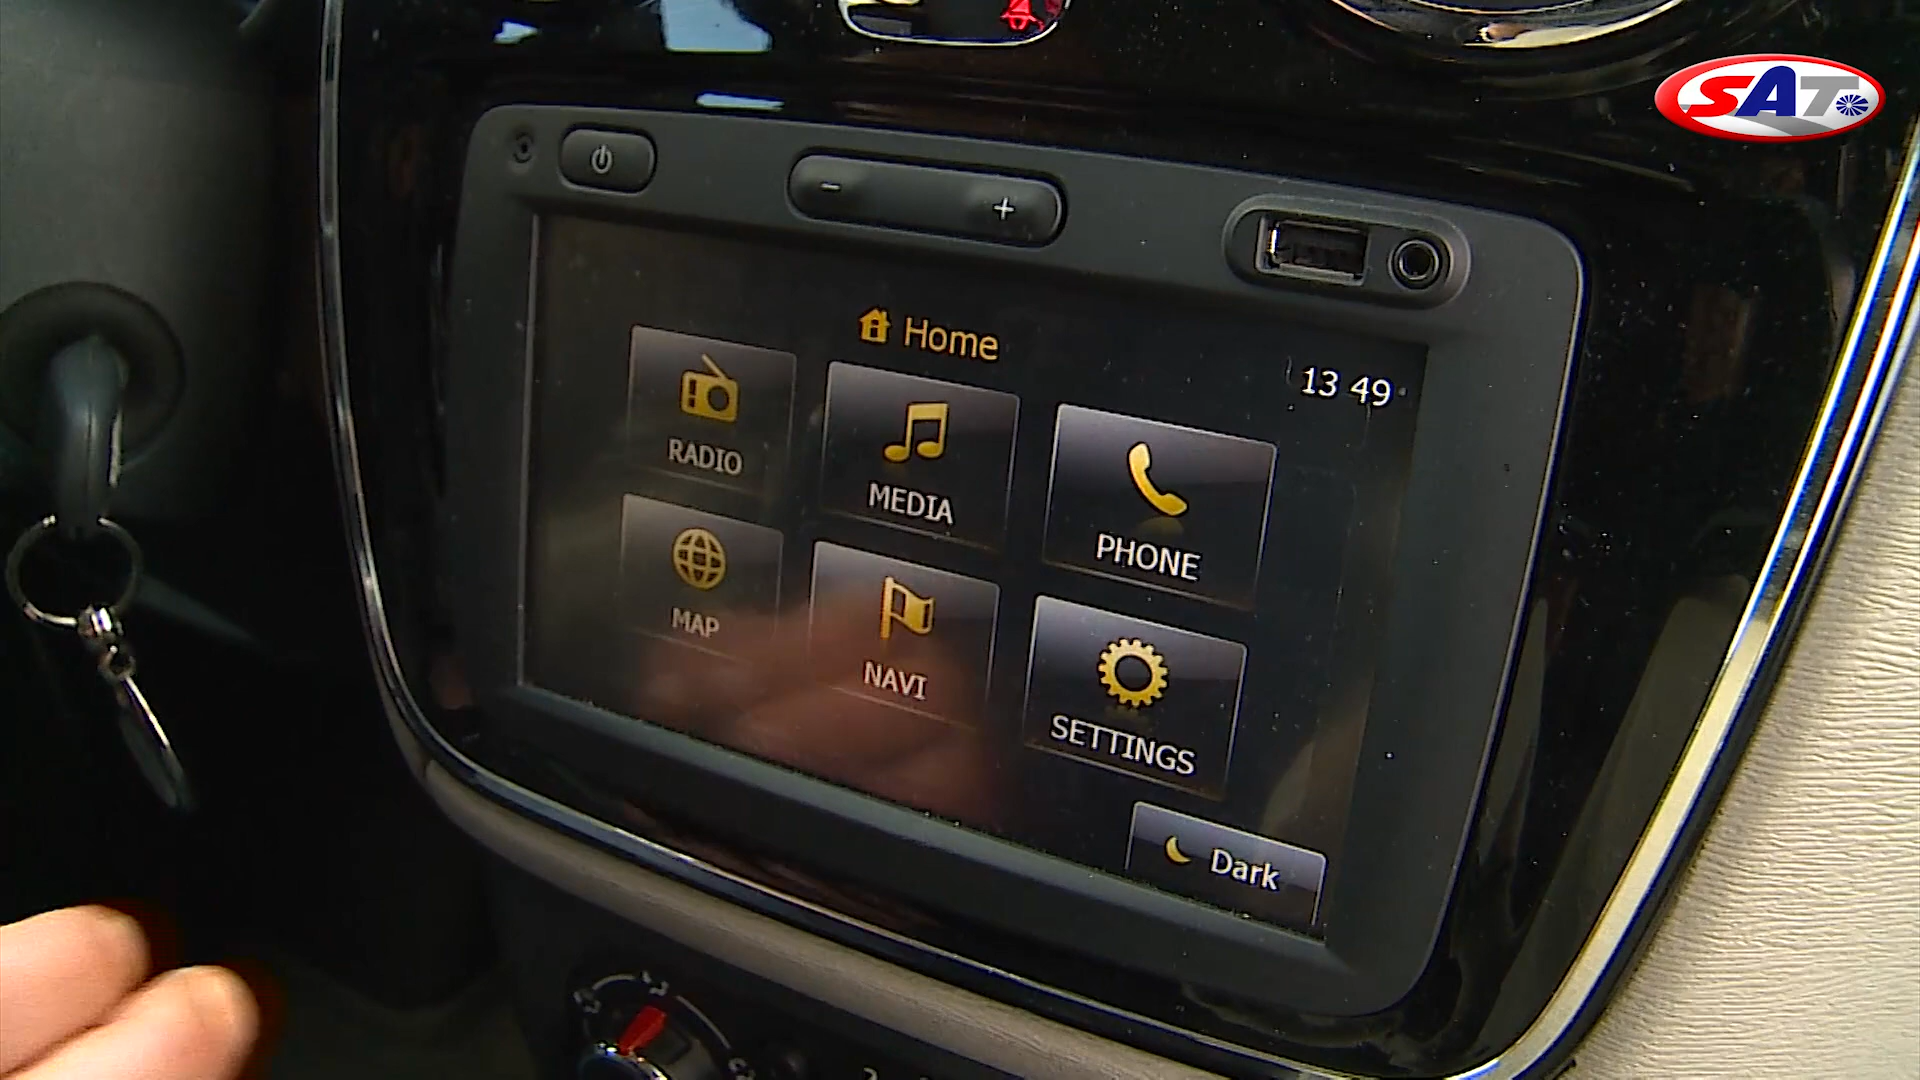 SAT
- +
Home
13 49
RADIO
MEDIA
PHONE
MAP
NAVI
SETTINGS
Dark